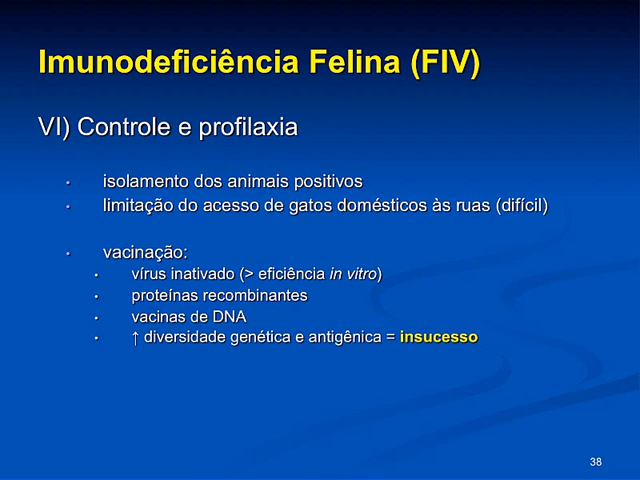 Imunodeficiência Felina (FIV)
VI) Controle e profilaxia
• isolamento dos animais positivos
• limitação do acesso de gatos domésticos às ruas (difícil)
• vacinação:
• vírus inativado (> eficiência in vitro)
• proteínas recombinantes
• vacinas de DNA
• ↑ diversidade genética e antigênica = insucesso
38